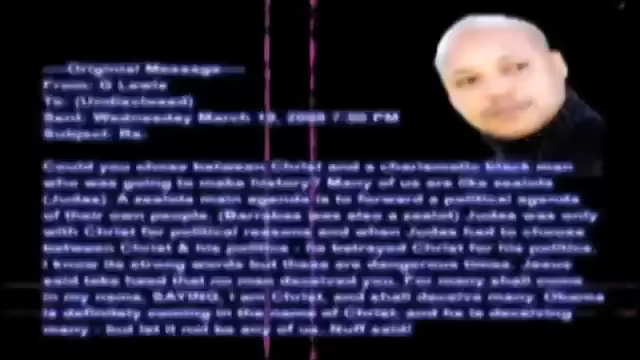 -----Original Message-----
From: G Lewis
To: (Undisclosed)
Sent: Wednesday March 19, 2008 7:00 PM
Subject: Re:
Could you chose between Christ and a charismatic black man
who was going to make history? Many of us are like zealots
(Judas). A zealots main agenda is to forward a political agenda
of their own people. (Barrabas was also a zealot) Judas was only
with Christ for political reasons and when Judas had to choose
between Christ & his politics - he betrayed Christ for his politics.
I know its strong words but these are dangerous times. Jesus
said take heed that no man deceived you. For many shall come
in my name, SAYING, I am Christ, and shall deceive many. Obama
is definitely coming in the name of Christ, and he is deceiving
many - but let it not be any of us. Nuff said!